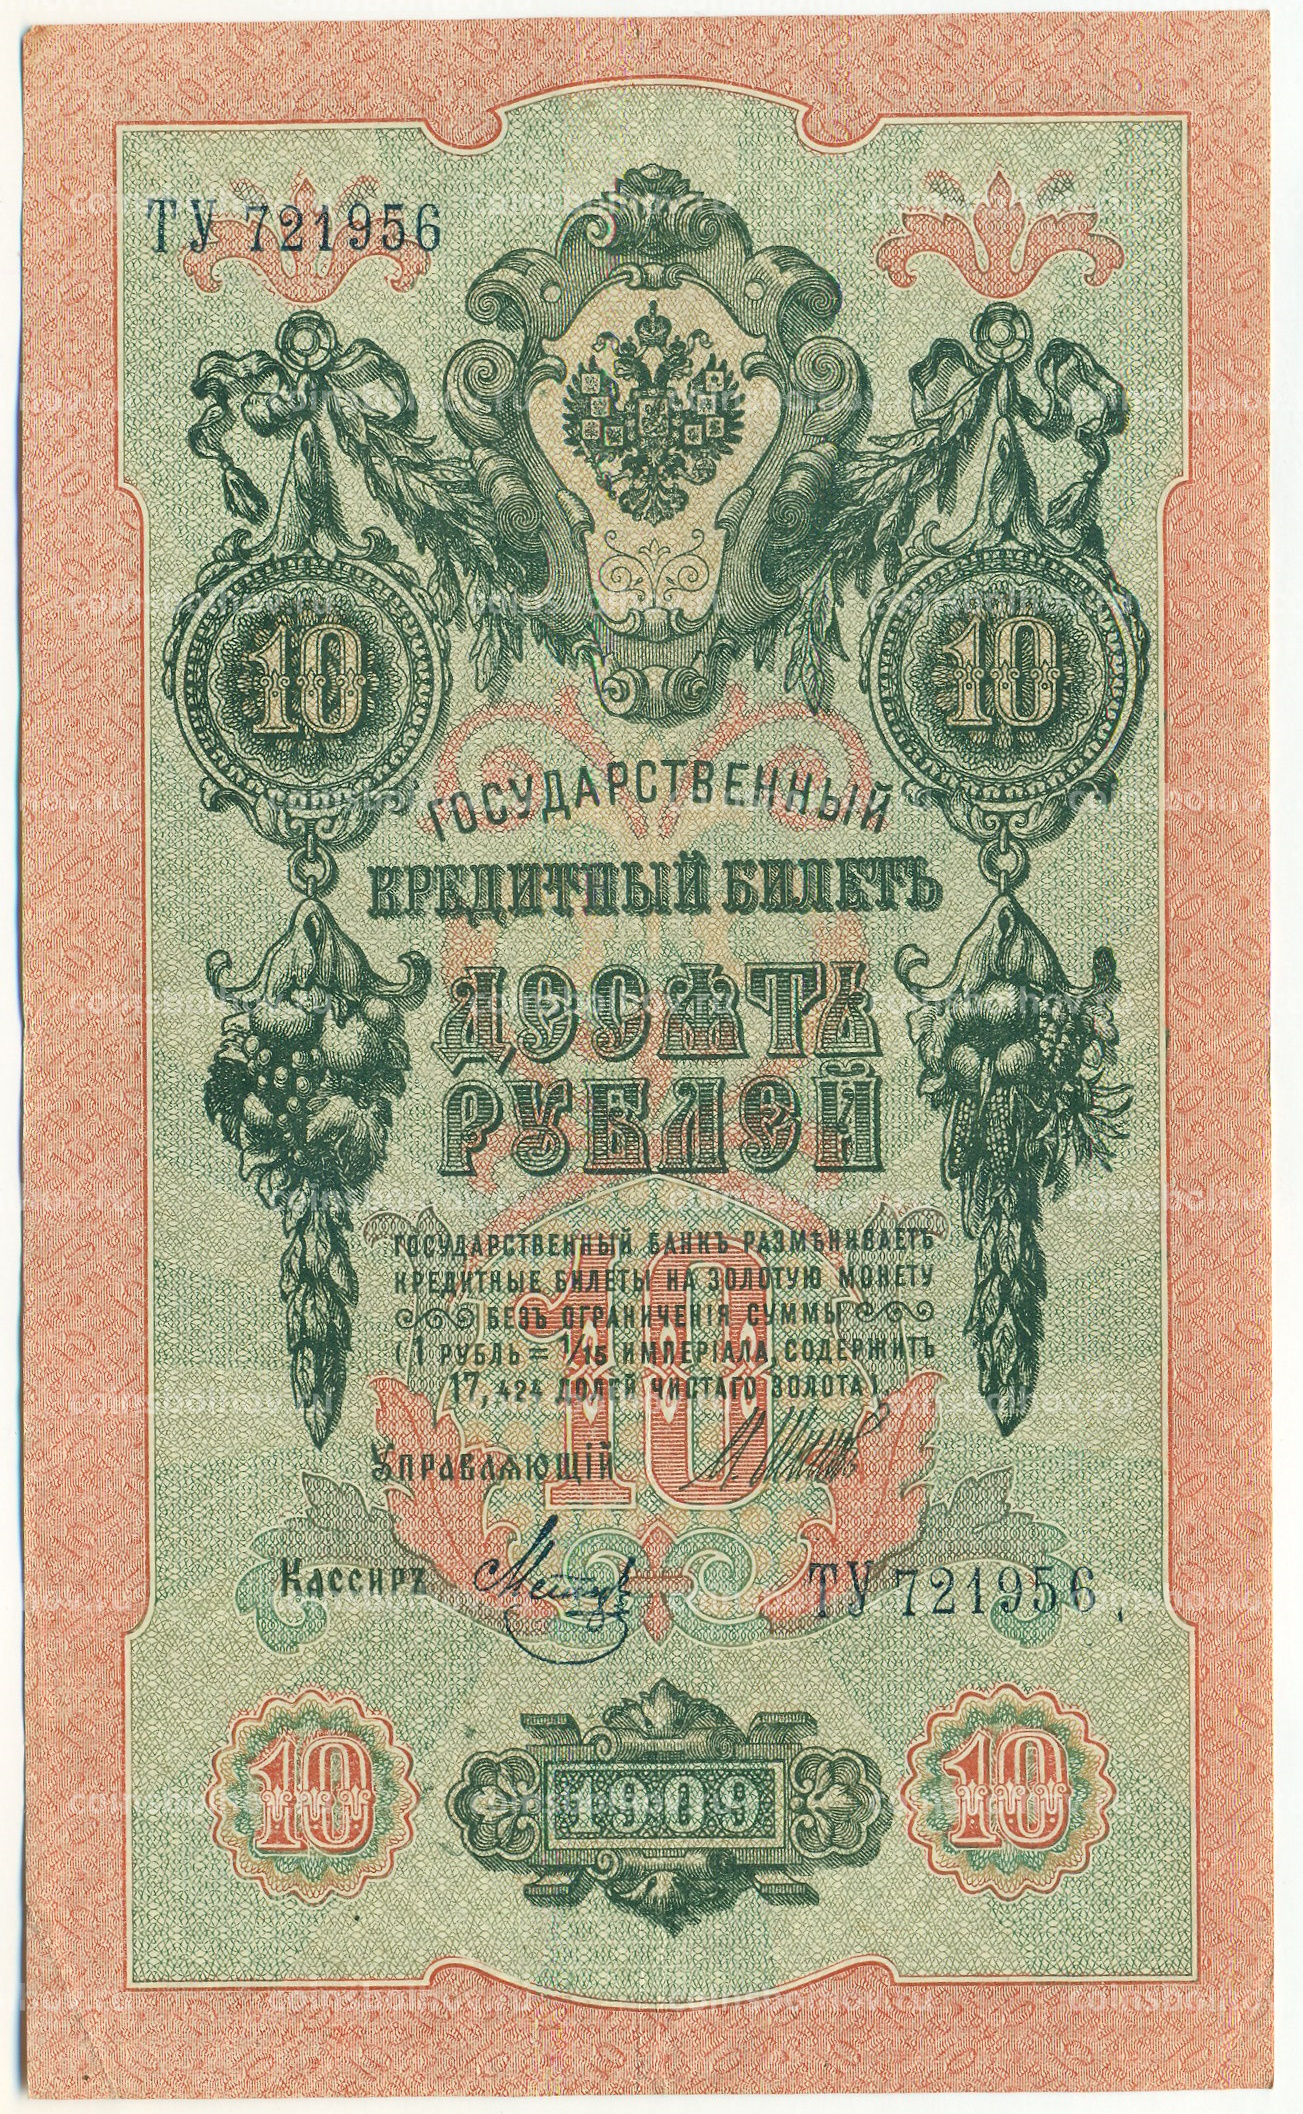 ТУ 721956
10 10
ГОСУДАРСТВЕННЫЙ
КРЕДИТНЫЙ БИЛЕТЪ
ДЕСЯТЬ
РУБЛЕЙ
ГОСУДАРСТВЕННЫЙ БАНКЪ РАЗМѢНИВАЕТЪ
КРЕДИТНЫЕ БИЛЕТЫ НА ЗОЛОТУЮ МОНЕТУ
БЕЗЪ ОГРАНИЧЕНІЯ СУММЫ
(1 РУБЛЬ = 1/15 ИМПЕРІАЛА, СОДЕРЖИТЪ
17,424 ДОЛЕЙ ЧИСТАГО ЗОЛОТА).
10
УПРАВЛЯЮЩІЙ
КАССИРЪ
ТУ 721956
10 1909 10